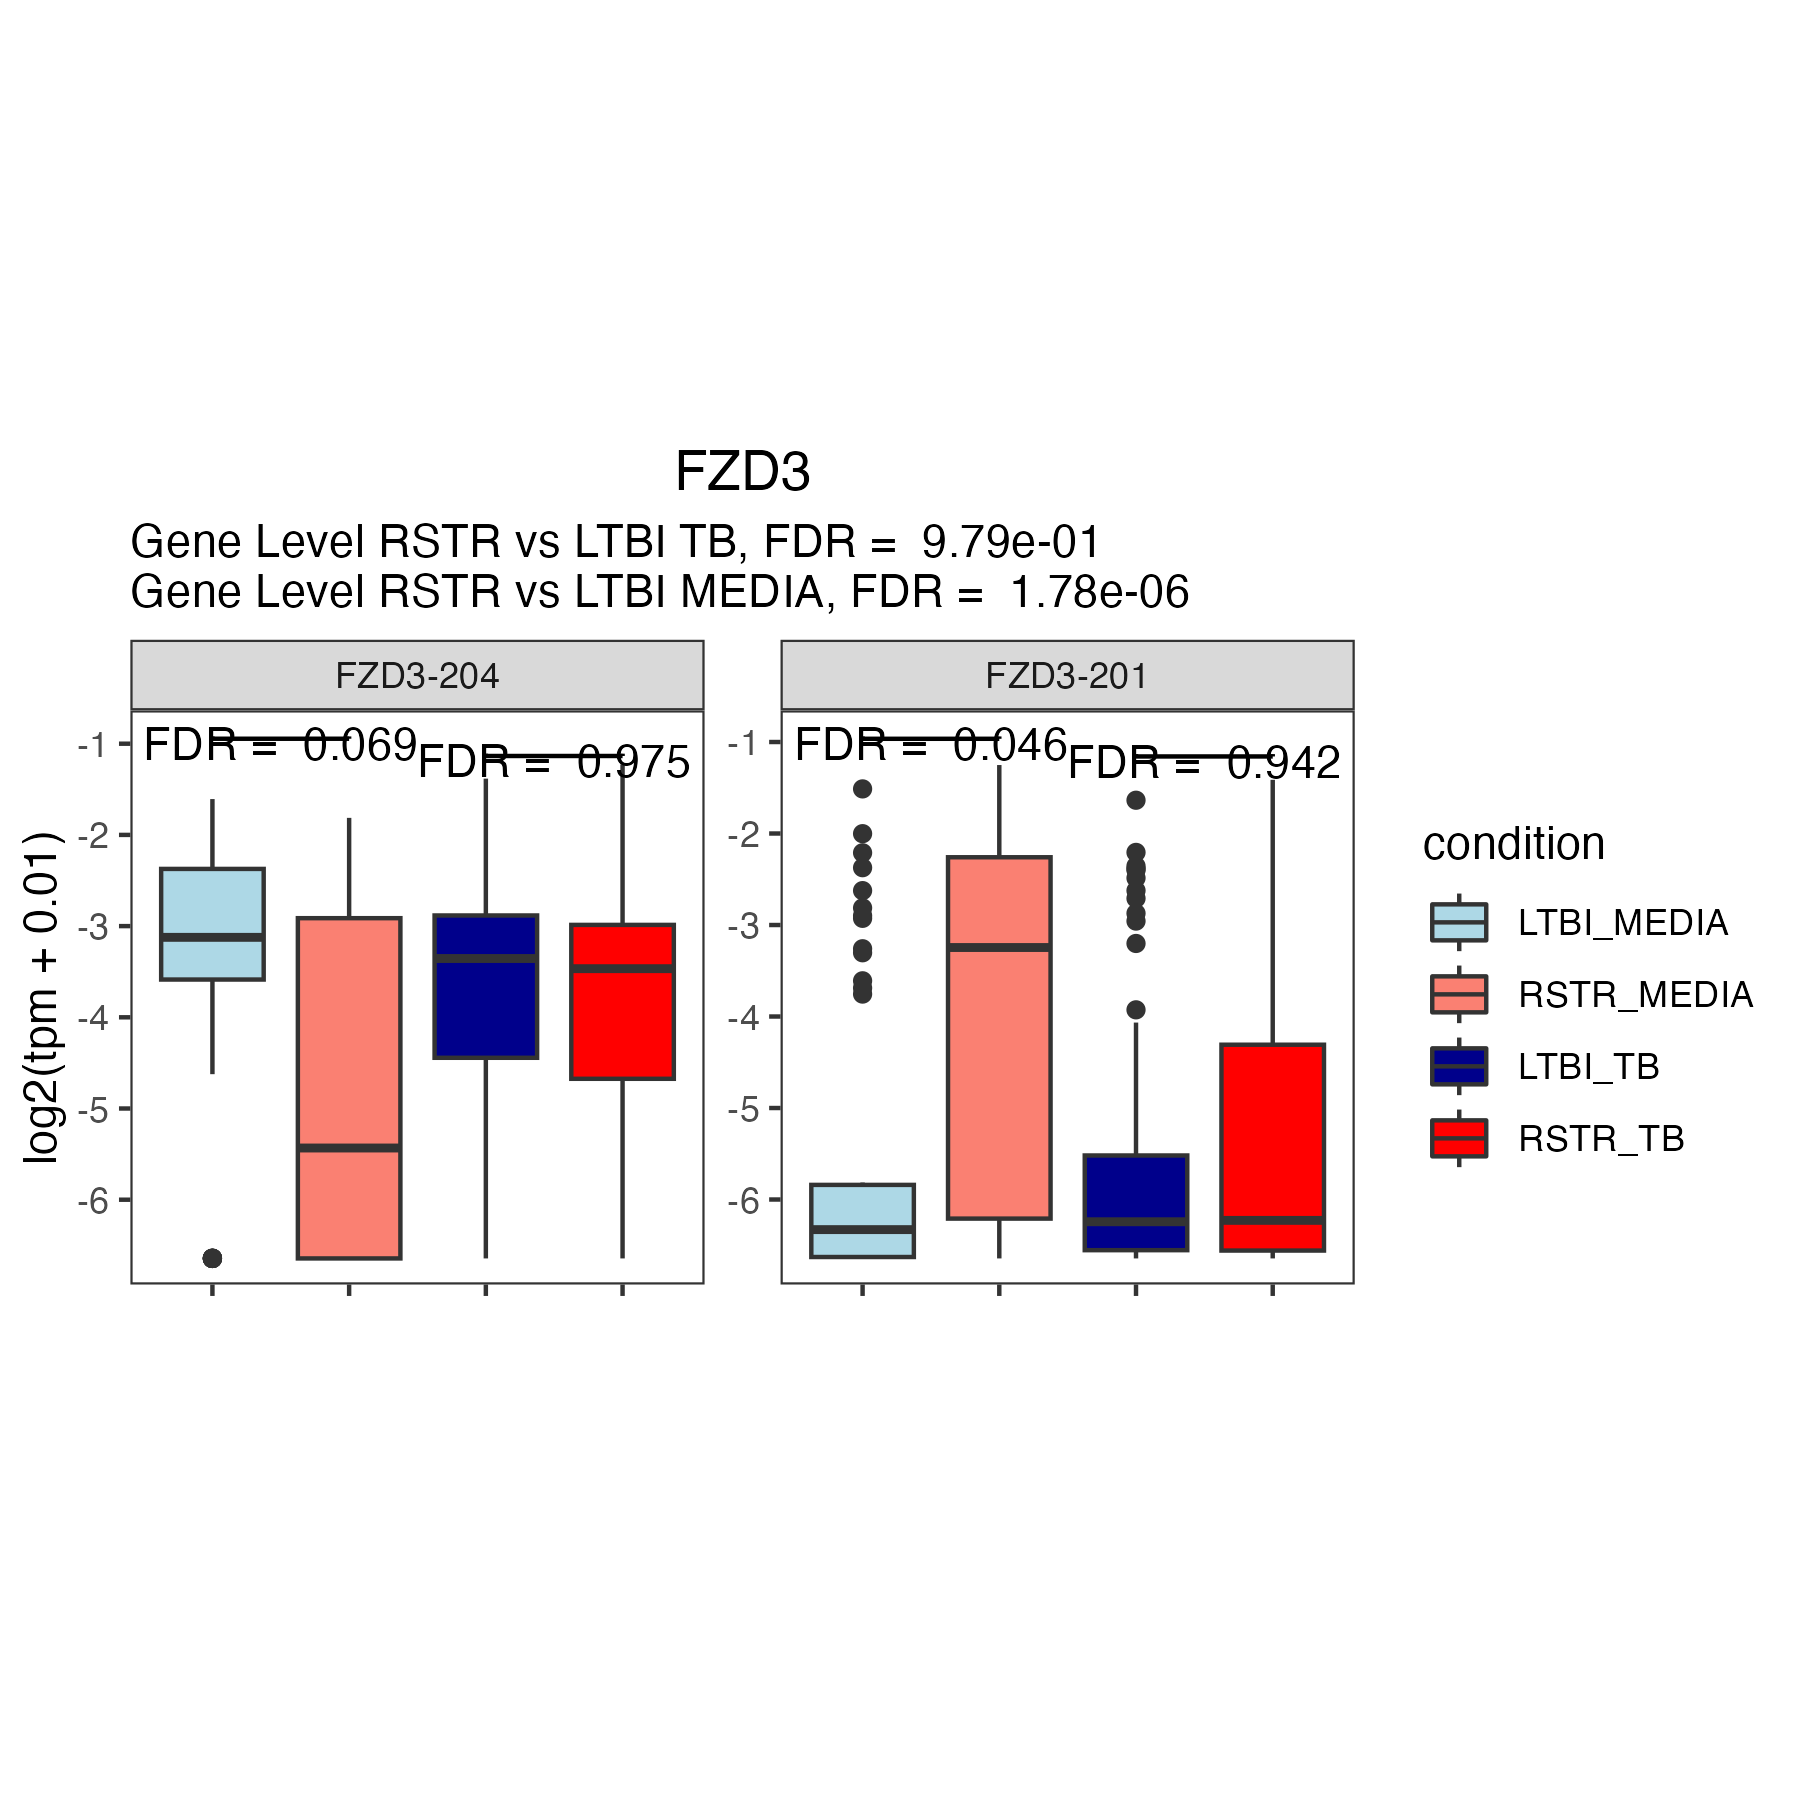 FZD3
Gene Level RSTR vs LTBI TB, FDR = 9.79e-01
Gene Level RSTR vs LTBI MEDIA, FDR = 1.78e-06
FZD3-204
FZD3-201
FDR = 0.069
FDR = 0.975
FDR = 0.046
FDR = 0.942
log2(tpm + 0.01)
-1
-2
-3
-4
-5
-6
-1
-2
-3
-4
-5
-6
condition
LTBI_MEDIA
RSTR_MEDIA
LTBI_TB
RSTR_TB